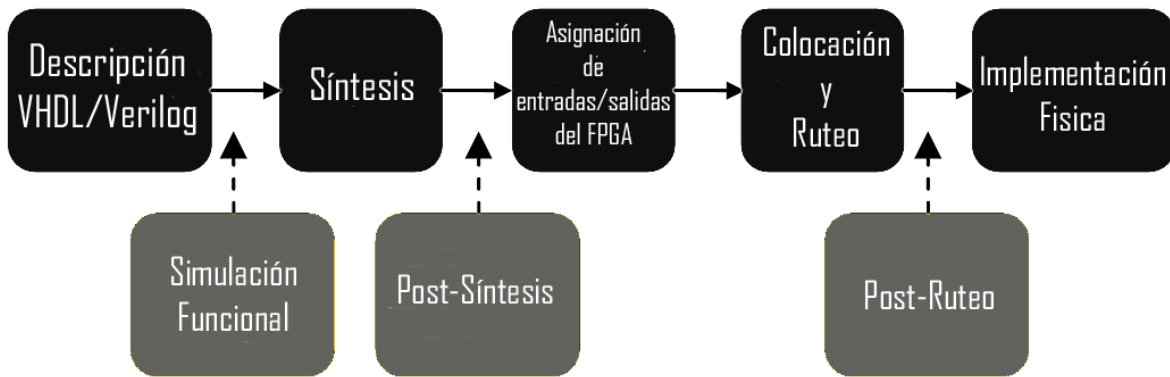 Descripción
VHDL/Verilog
Síntesis
Asignación
de
entradas/salidas
del FPGA
Colocación
y
Ruteo
Implementación
Fisica
Simulación
Funcional
Post-Síntesis
Post-Ruteo